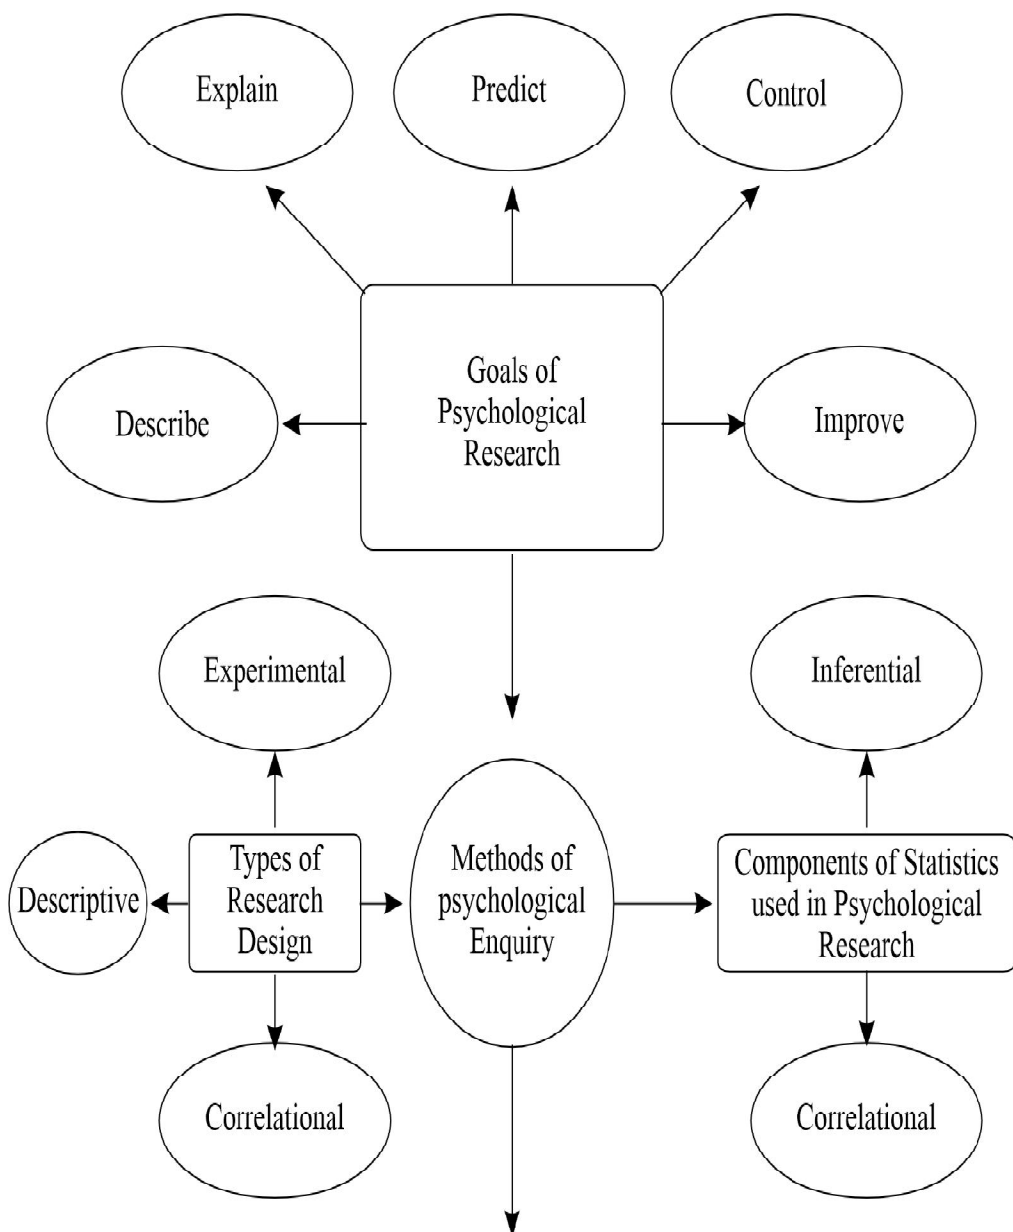 Explain
Predict
Control
Goals of
Psychological
Research
Describe
Improve
Experimental
Inferential
Descriptive
Types of
Research
Design
Methods of
psychological
Enquiry
Components of Statistics
used in Psychological
Research
Correlational
Correlational